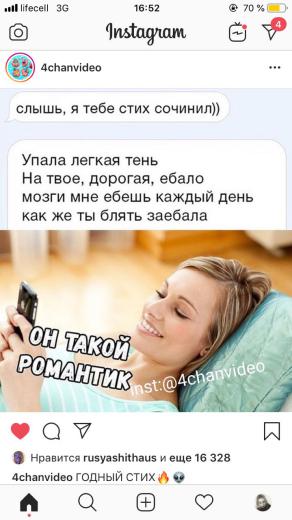 lifecell 3G 16:52 70 %
Instagram
4
4chanvideo
слышь, я тебе стих сочинил))
Упала легкая тень
На твое, дорогая, ебало
мозги мне ебешь каждый день
как же ты блять заебала
ОН ТАКОЙ
РОМАНТИК
inst:@4chanvideo
Нравится rusyashithaus и еще 16 328
4chanvideo ГОДНЫЙ СТИХ🔥👽